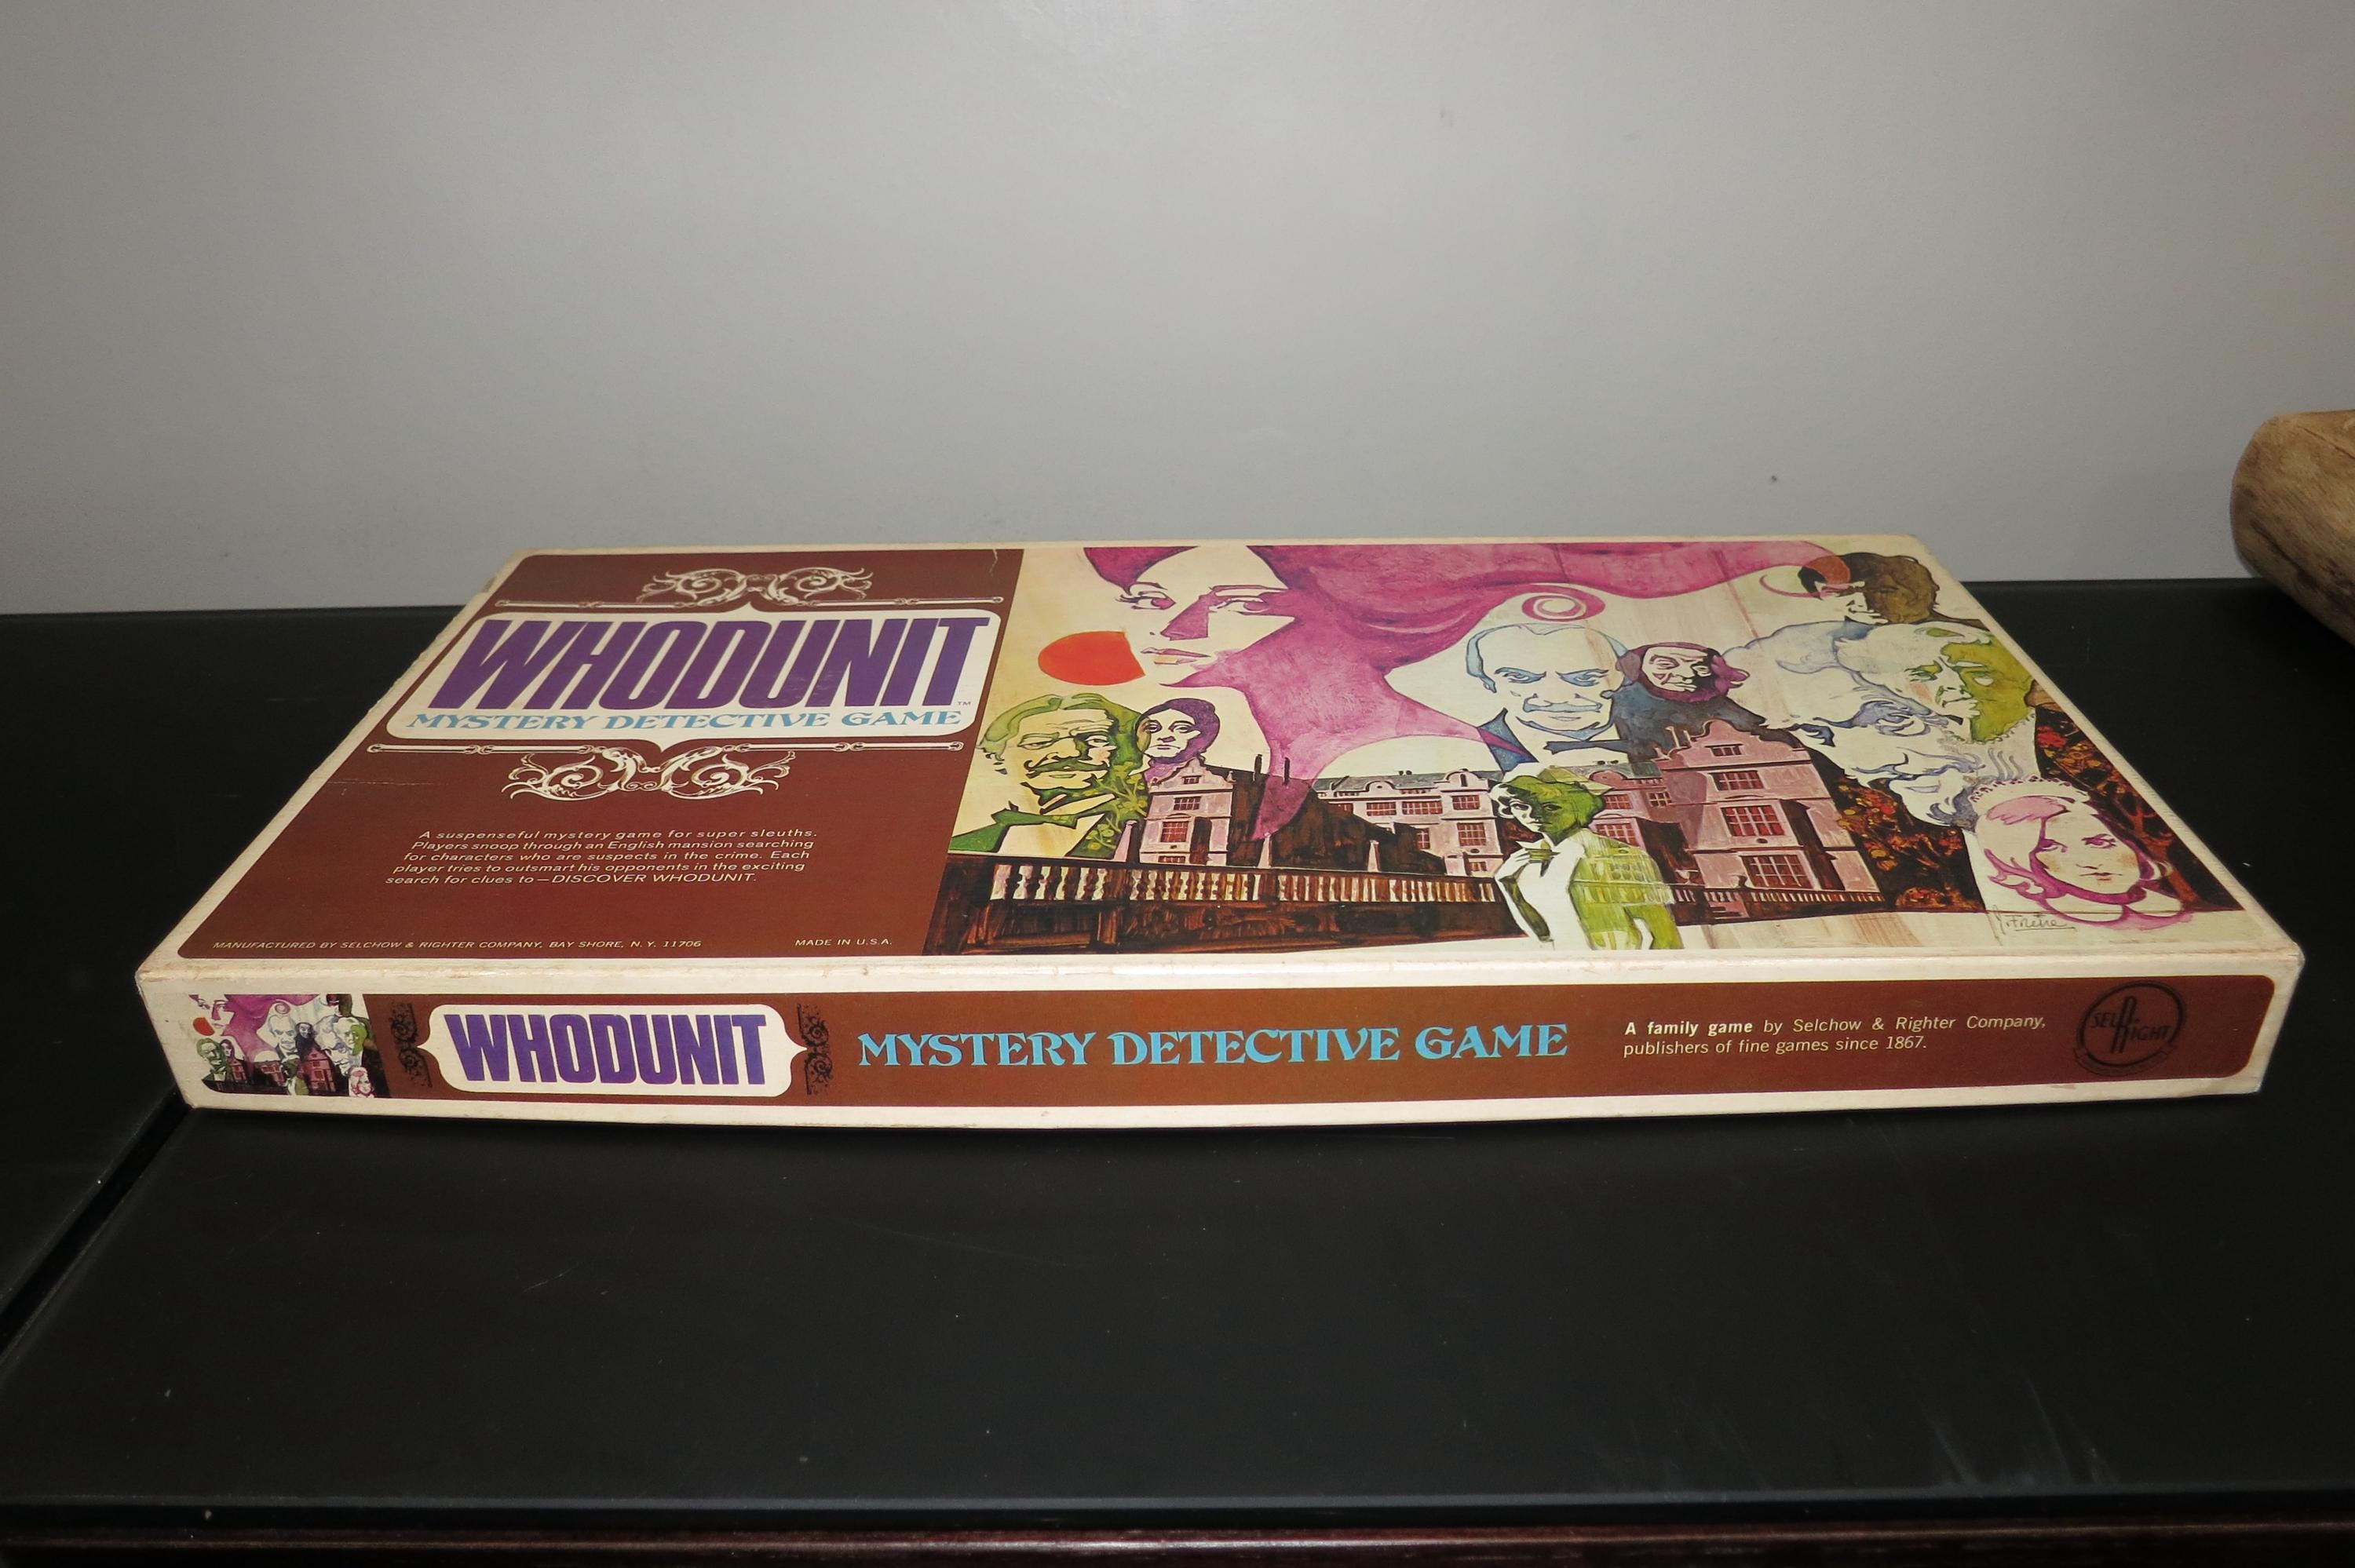 WHODUNIT™
MYSTERY DETECTIVE GAME
A suspenseful mystery game for super sleuths.
Players snoop through an English mansion searching
for characters who are suspects in the crime. Each
player tries to outsmart his opponents in the exciting
search for clues to—DISCOVER WHODUNIT.
MANUFACTURED BY SELCHOW & RIGHTER COMPANY, BAY SHORE, N.Y. 11706
MADE IN U.S.A.
WHODUNIT
MYSTERY DETECTIVE GAME
A family game by Selchow & Righter Company,
publishers of fine games since 1867.
SEL RIGHT